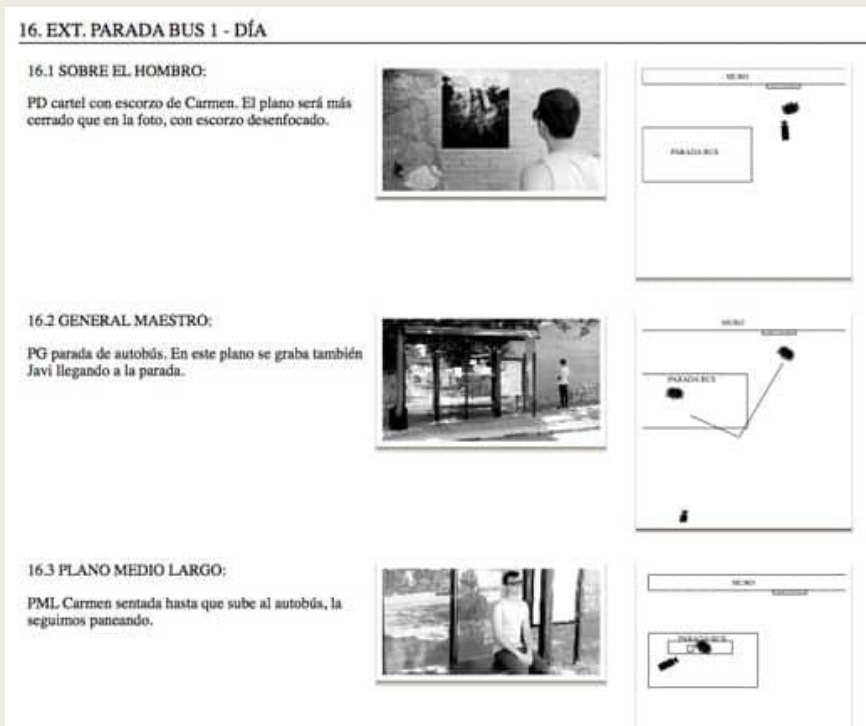 16. EXT. PARADA BUS 1 - DÍA
16.1 SOBRE EL HOMBRO:
PD cartel con escorzo de Carmen. El plano será más
cerrado que en la foto, con escorzo desenfocado.
MURO
PARADA BUS
16.2 GENERAL MAESTRO:
PG parada de autobús. En este plano se graba también
Javi llegando a la parada.
MURO
PARADA BUS
16.3 PLANO MEDIO LARGO:
PML Carmen sentada hasta que sube al autobús, la
seguimos paneando.
MURO
PARADA BUS